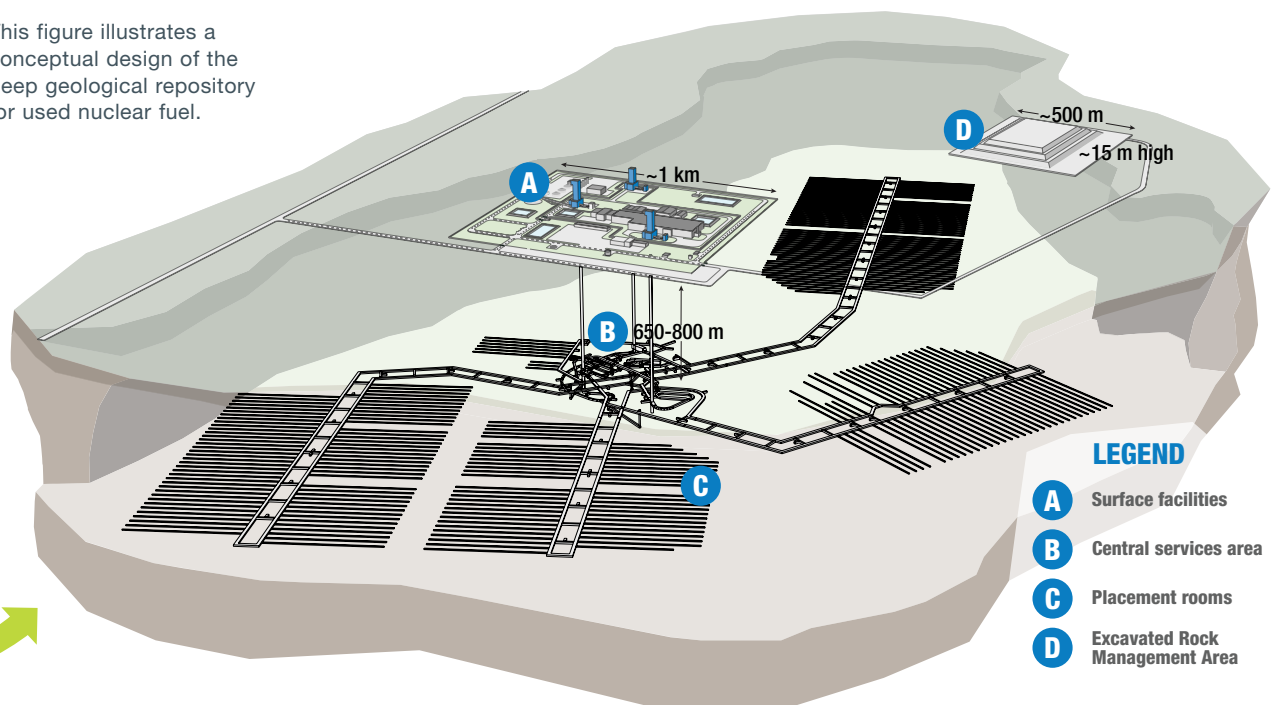 his figure illustrates a
onceptual design of the
eep geological repository
or used nuclear fuel.
D
~500 m
~15 m high
A
~1 km
B
650-800 m
C
LEGEND
A Surface facilities
B Central services area
C Placement rooms
D Excavated Rock
Management Area